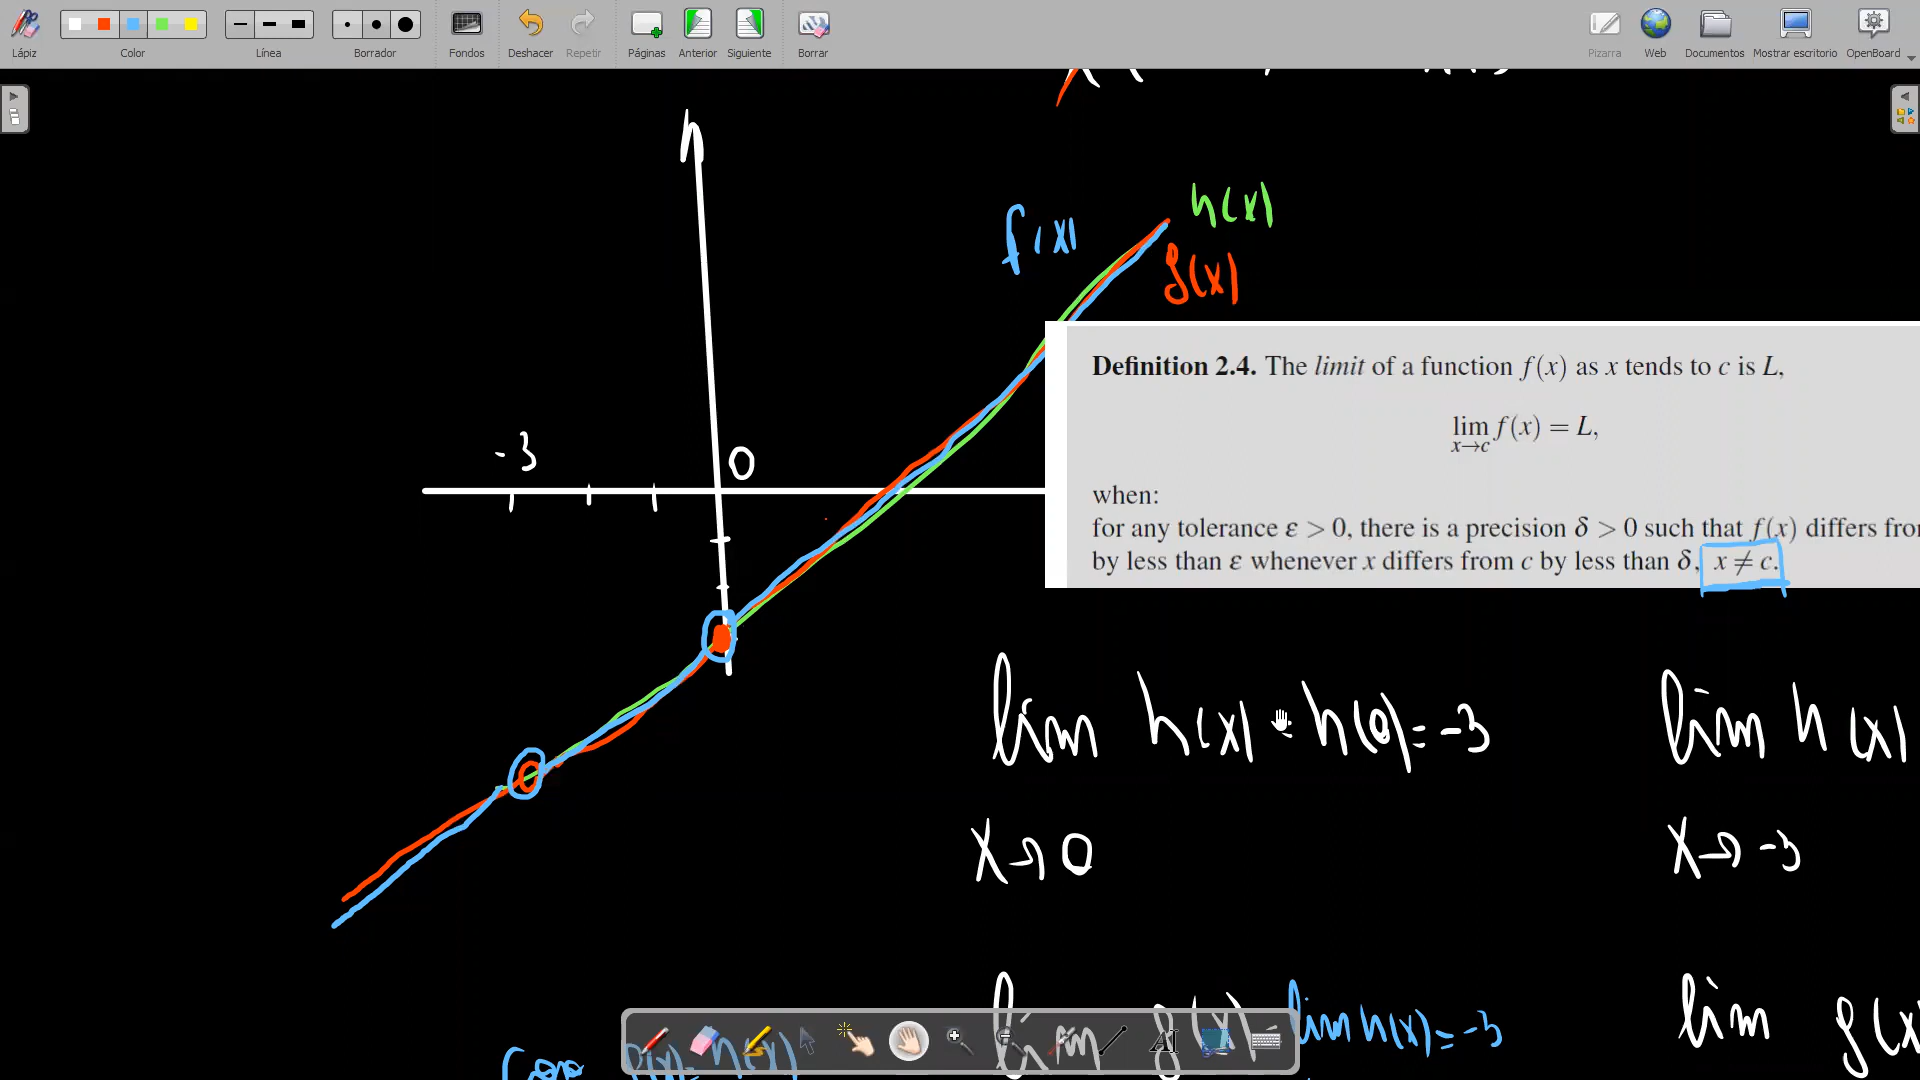 Lápiz Color Línea Borrador Fondos Deshacer Repetir Páginas Anterior Siguiente Borrar Pizarra Web Documentos Mostrar escritorio OpenBoard
h(x)
f(x)
g(x)
Definition 2.4. The limit of a function f(x) as x tends to c is L,
lim f(x) = L,
x→c
-3
0
when:
for any tolerance ε > 0, there is a precision δ > 0 such that f(x) differs
by less than ε whenever x differs from c by less than δ, x ≠ c.
lim h(x) = h(0) = -3 lim h(x)
x→0 x→-3
lim g(x) lim h(x) = -3 lim g(x
h(x)
AI